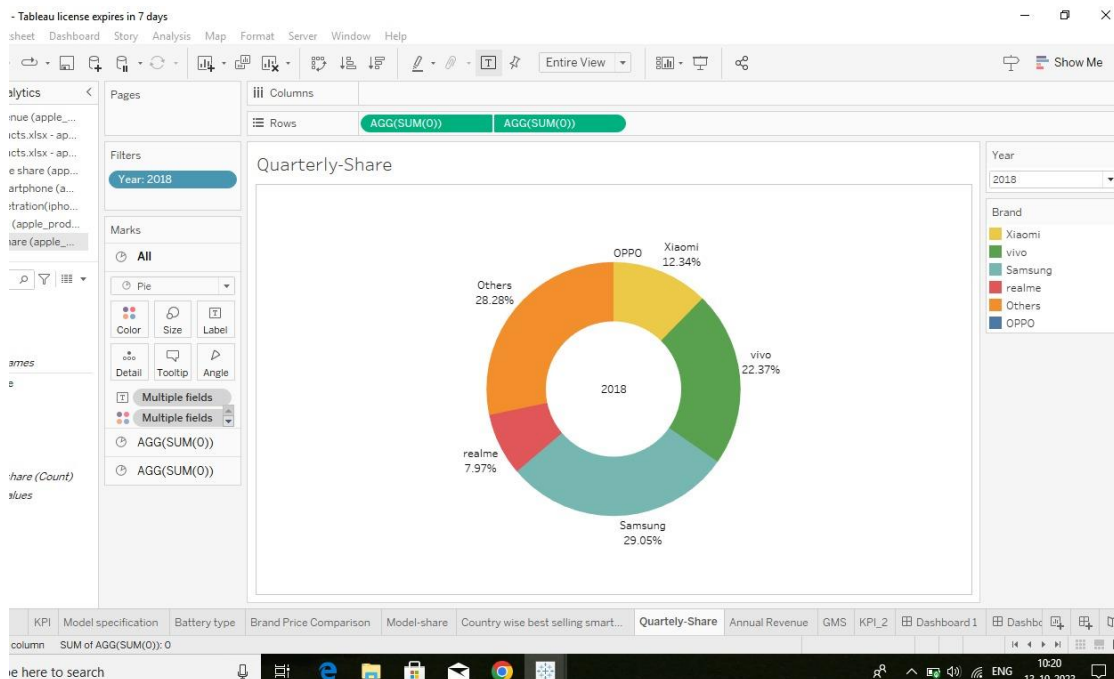 - Tableau license expires in 7 days
sheet Dashboard Story Analysis Map Format Server Window Help
Entire View
Show Me
alytics
nue (apple_...
ucts.xlsx - ap...
ucts.xlsx - ap...
e share (app...
artphone (a...
etration(ipho...
(apple_prod...
hare (apple_...
ames
e
hare (Count)
alues
Pages
Filters
Year: 2018
Marks
All
Pie
Color Size Label
Detail Tooltip Angle
Multiple fields
Multiple fields
AGG(SUM(0))
AGG(SUM(0))
iii Columns
Rows
AGG(SUM(0)) AGG(SUM(0))
Quarterly-Share
OPPO
Xiaomi
12.34%
Others
28.28%
vivo
22.37%
2018
realme
7.97%
Samsung
29.05%
Year
2018
Brand
Xiaomi
vivo
Samsung
realme
Others
OPPO
KPI Model specification Battery type Brand Price Comparison Model-share Country wise best selling smart... Quartely-Share Annual Revenue GMS KPI_2 Dashboard 1 Dashbc
column SUM of AGG(SUM(0)): 0
pe here to search
ENG
10:20